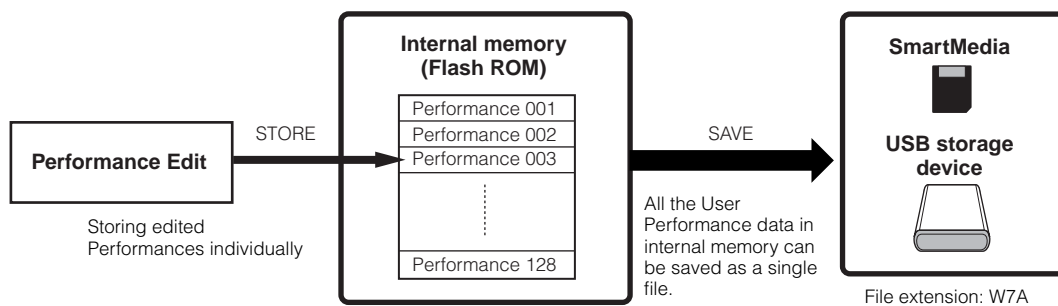 Performance Edit
Storing edited
Performances individually
STORE
Internal memory
(Flash ROM)
Performance 001
Performance 002
Performance 003
Performance 128
SAVE
All the User
Performance data in
internal memory can
be saved as a single
file.
SmartMedia
USB storage
device
File extension: W7A